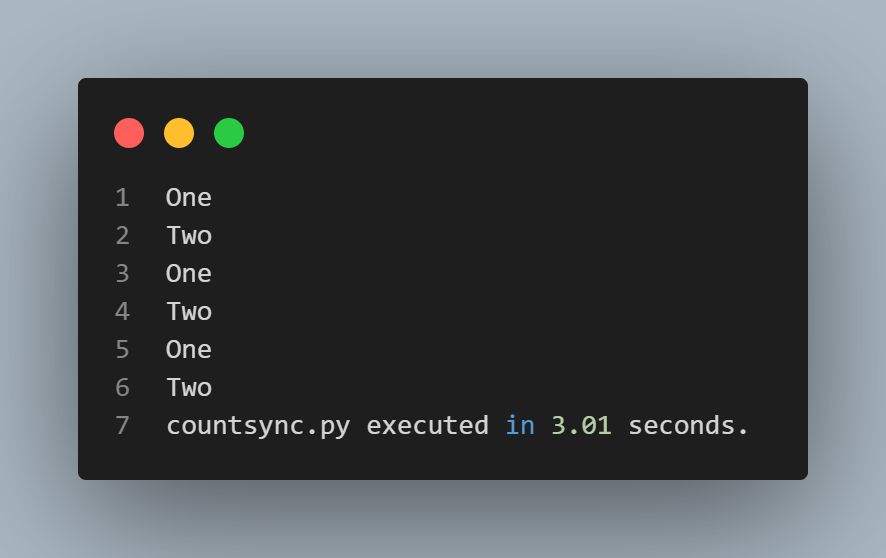 1 One
2 Two
3 One
4 Two
5 One
6 Two
7 countsync.py executed in 3.01 seconds.